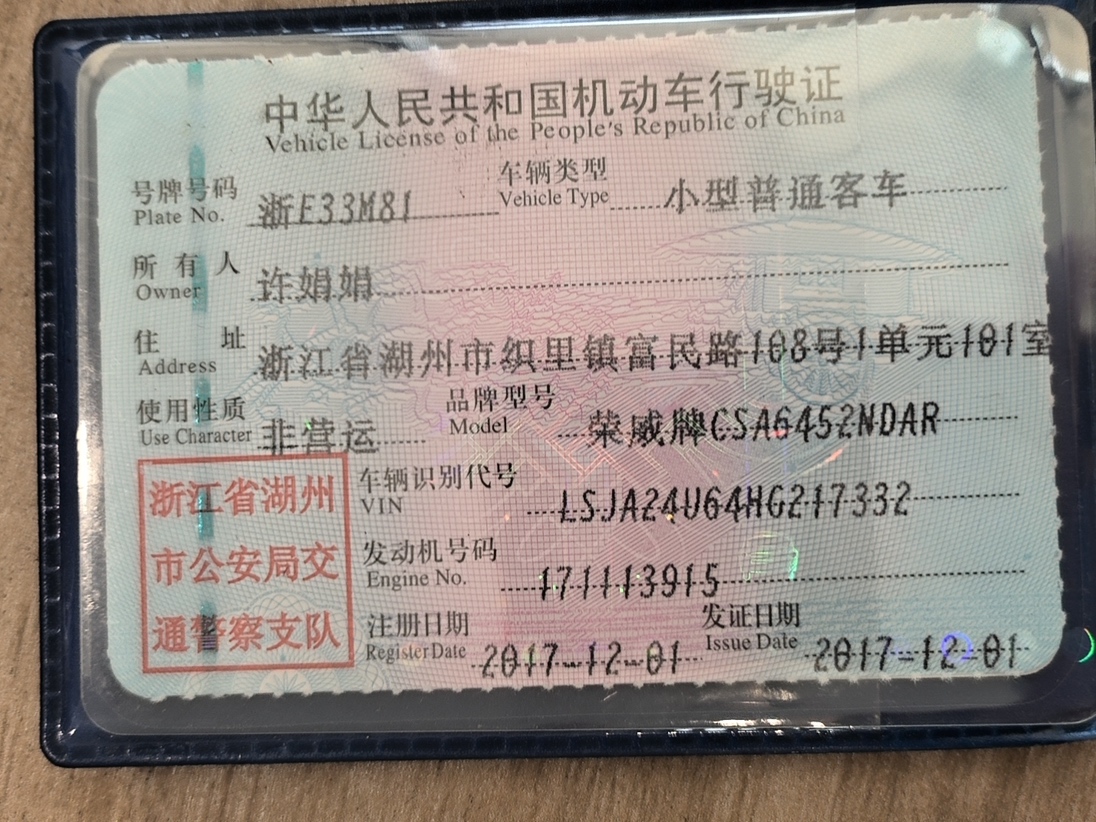 中华人民共和国机动车行驶证
Vehicle License of the People's Republic of China
号牌号码 浙E33M81 车辆类型 小型普通客车
Plate No. Vehicle Type
所有人 许娟娟
Owner
住址 浙江省湖州市织里镇富民路108号1单元101室
Address
使用性质 非营运 品牌型号 荣威牌CSA6452NDAR
Use Character Model
浙江省湖州
市公安局交
通警察支队
车辆识别代号 LSJA24U64HG217332
VIN
发动机号码 171113915
Engine No.
注册日期 2017-12-01 发证日期 2017-12-01
Register Date Issue Date